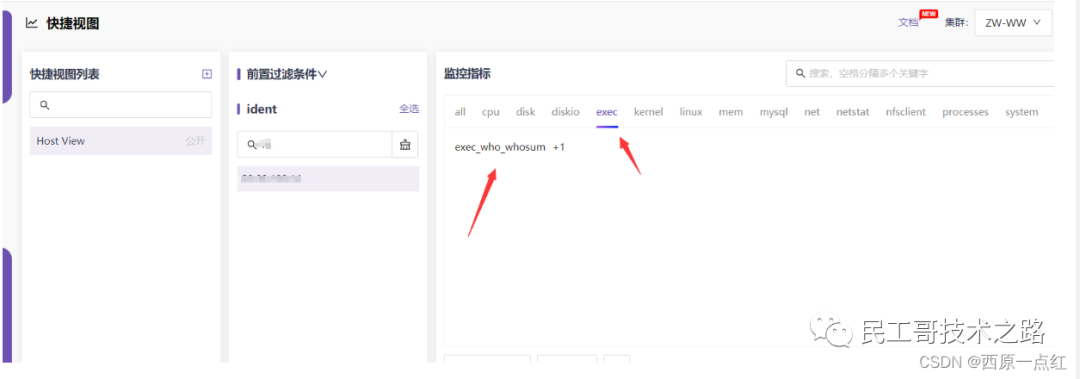 快捷视图
文档 NEW 集群: ZW-WW
快捷视图列表
Host View 公开
前置过滤条件
ident 全选
监控指标
搜索，空格分隔多个关键字
all cpu disk diskio exec kernel linux mem mysql net netstat nfsclient processes system
exec_who_whosum +1
民工哥技术之路
CSDN @西原一点红